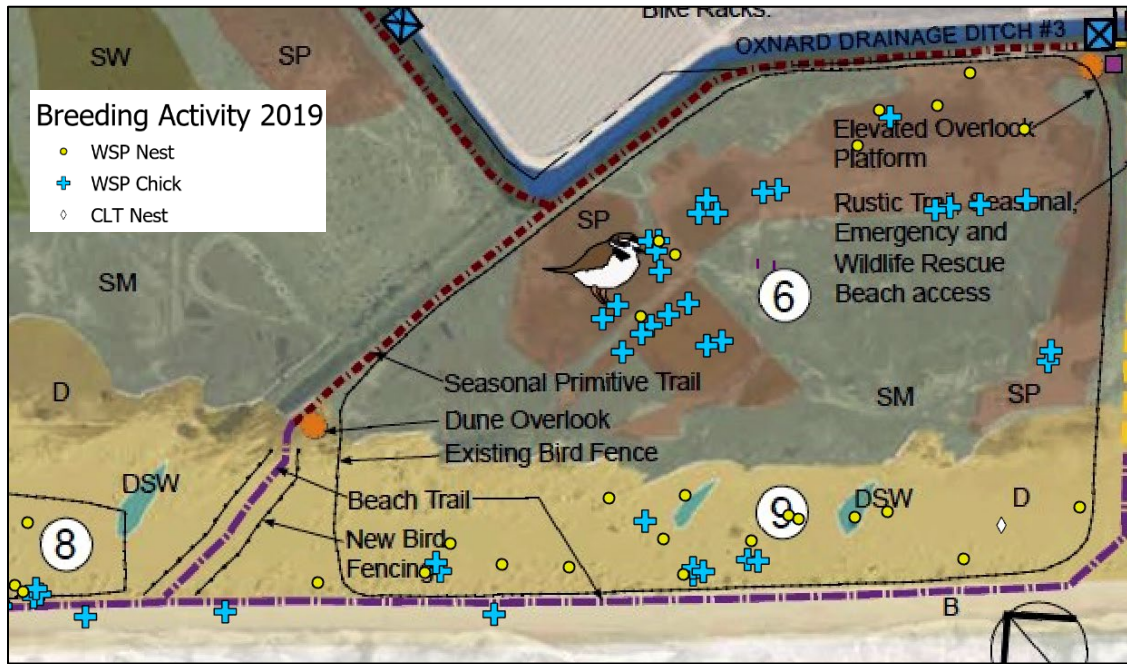 Bike Racks.
OXNARD DRAINAGE DITCH #3
SW
SP
Breeding Activity 2019
WSP Nest
WSP Chick
CLT Nest
Elevated Overlook
Platform
SP
Rustic Trail, Seasonal,
Emergency and
Wildlife Rescue
Beach access
SM
6
Seasonal Primitive Trail
D
SM
SP
Dune Overlook
Existing Bird Fence
DSW
Beach Trail
9
DSW
D
8
New Bird
Fencing
B